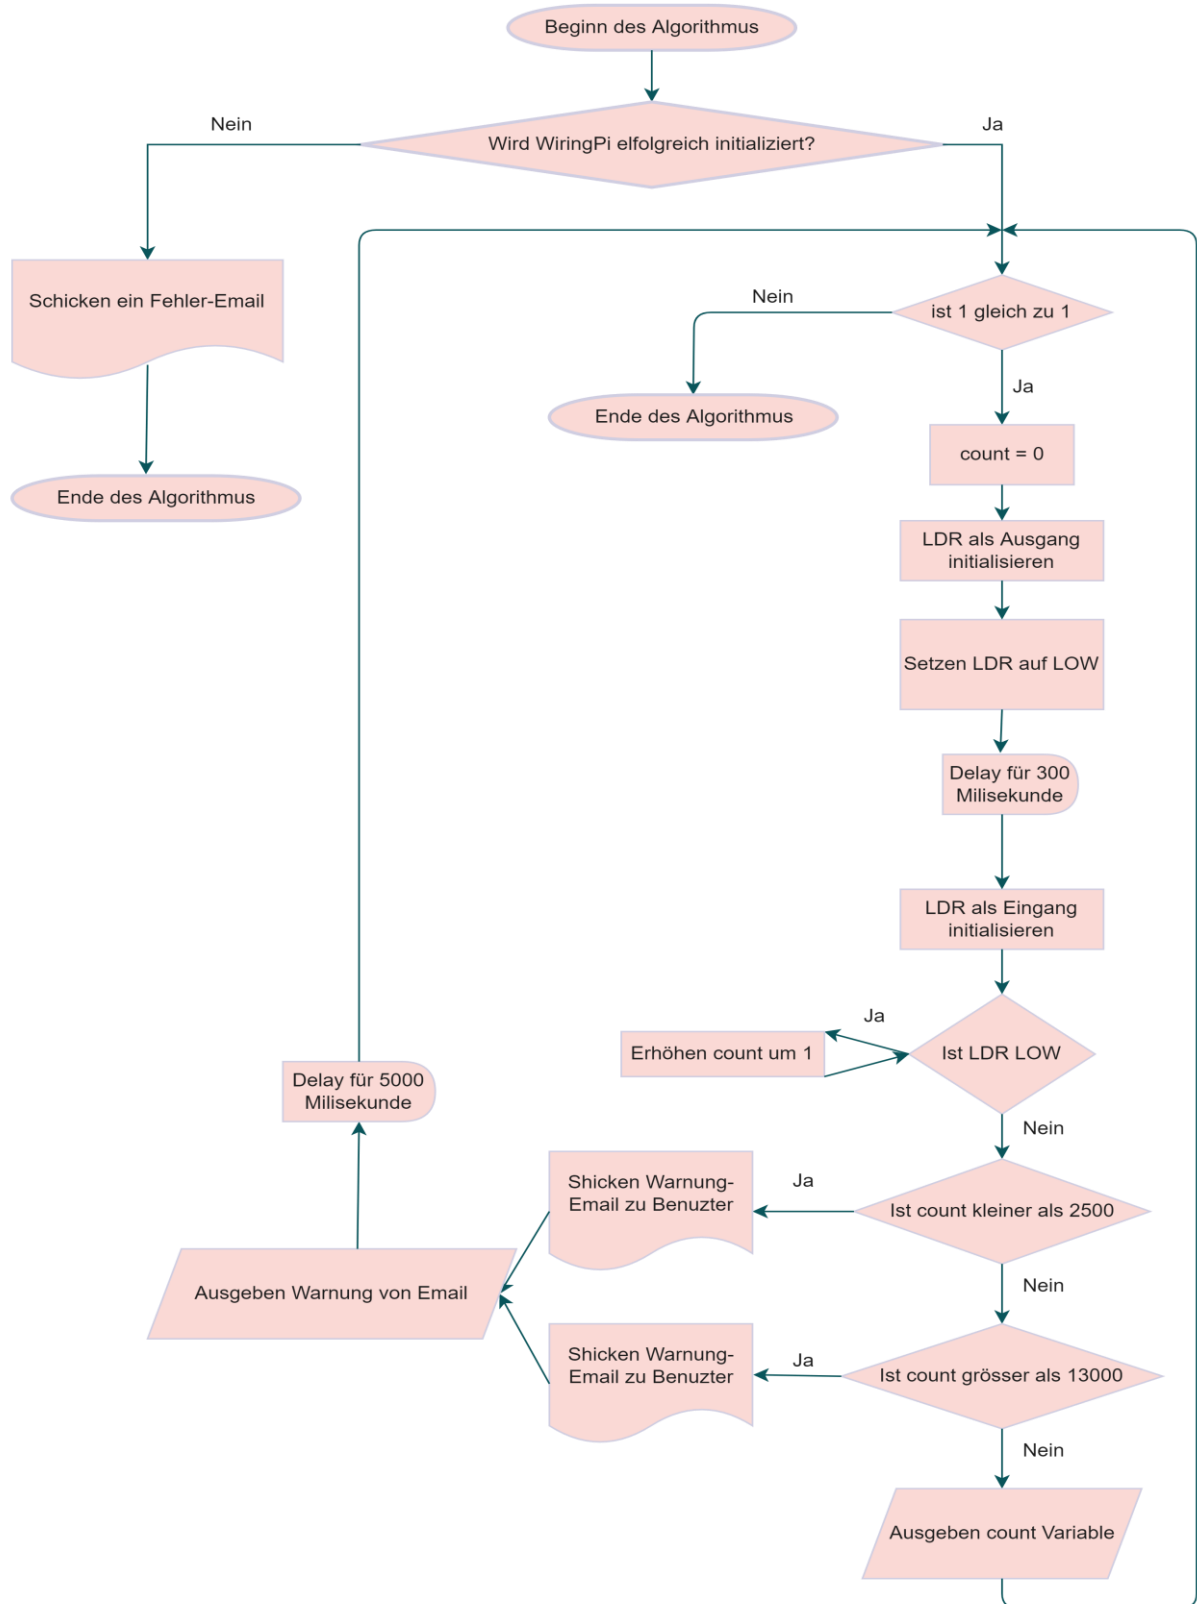 Beginn des Algorithmus
Nein
Ja
Wird WiringPi elfolgreich initializiert?
Schicken ein Fehler-Email
Nein
ist 1 gleich zu 1
Ja
Ende des Algorithmus
count = 0
Ende des Algorithmus
LDR als Ausgang
initialisieren
Setzen LDR auf LOW
Delay für 300
Milisekunde
LDR als Eingang
initialisieren
Ja
Erhöhen count um 1
Ist LDR LOW
Delay für 5000
Milisekunde
Nein
Shicken Warnung-
Email zu Benuzter
Ja
Ist count kleiner als 2500
Ausgeben Warnung von Email
Nein
Shicken Warnung-
Email zu Benuzter
Ja
Ist count grösser als 13000
Nein
Ausgeben count Variable